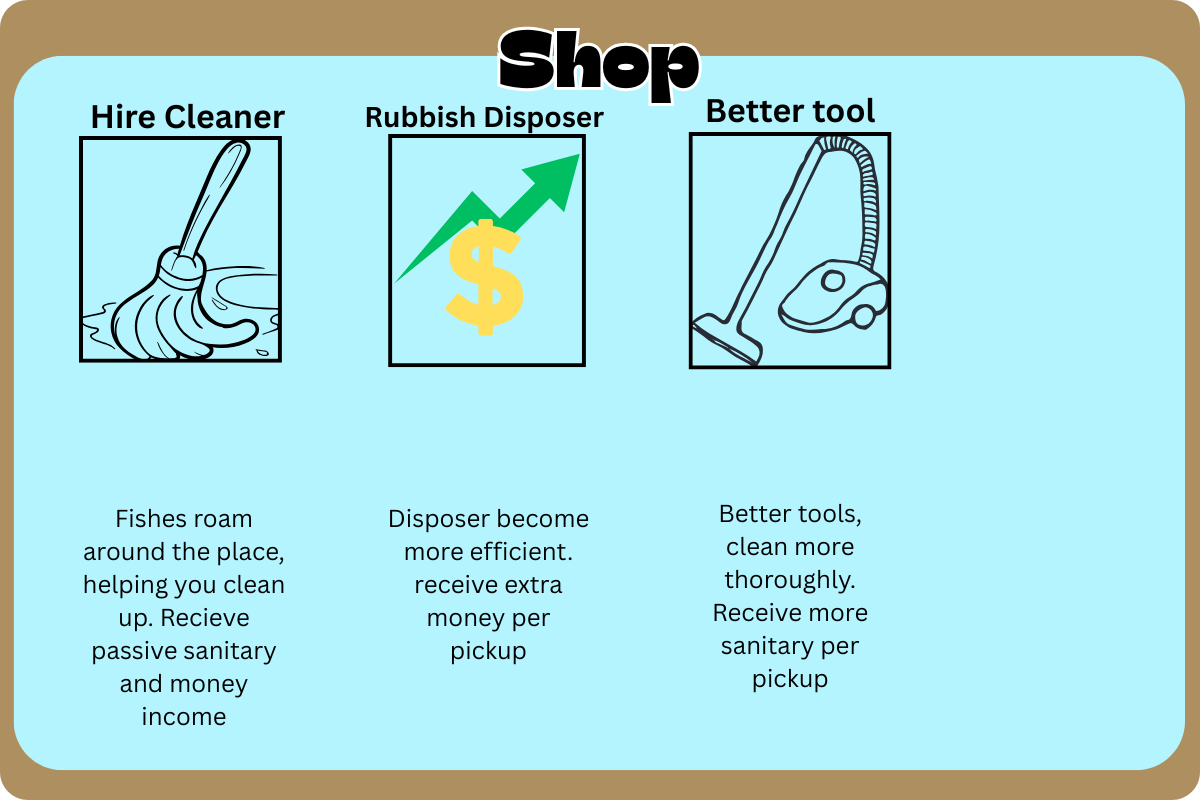 Shop
Hire Cleaner
Rubbish Disposer
Better tool
$
Fishes roam
around the place,
helping you clean
up. Recieve
passive sanitary
and money
income
Disposer become
more efficient.
receive extra
money per
pickup
Better tools,
clean more
thoroughly.
Receive more
sanitary per
pickup